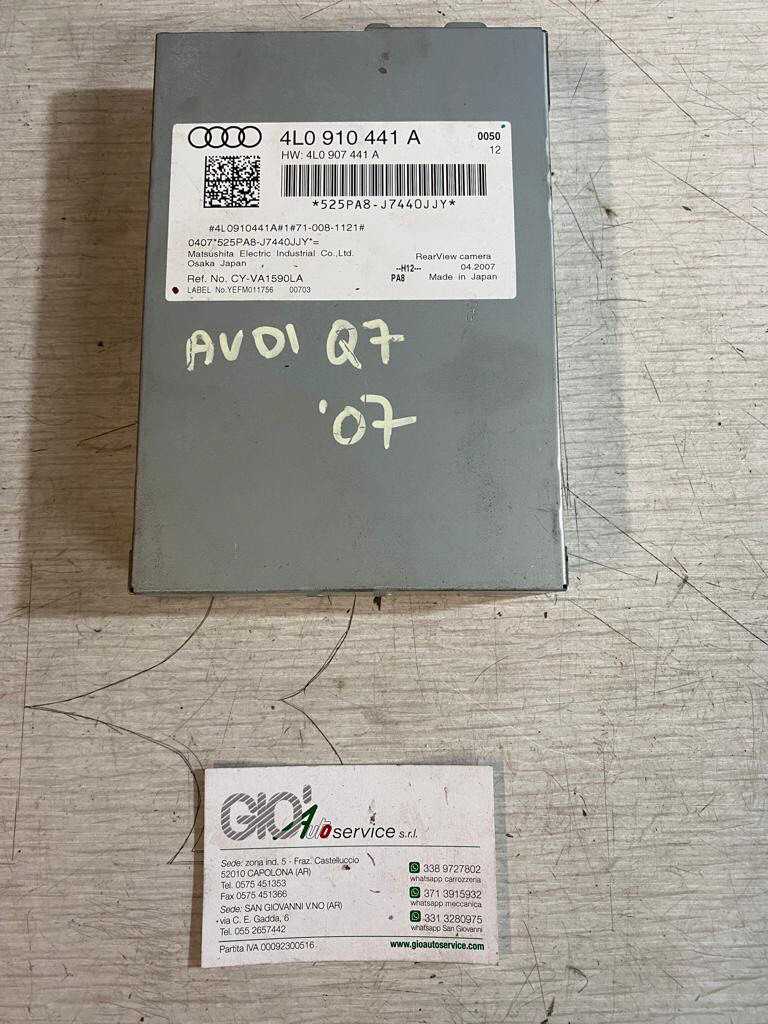 4L0 910 441 A
0050
HW: 4L0 907 441 A
12
*525PA8-J7440JJY*
#4L0910441A#1#71-008-1121#
0407*525PA8-J7440JJY*=
Matsushita Electric Industrial Co.,Ltd.
Osaka Japan
RearView camera
--H12---
04.2007
Ref. No. CY-VA1590LA
PA8
Made in Japan
LABEL No.YEFM011756 00703
AUDI Q7
'07
GIO' Autoservice s.r.l.
Sede: zona ind. 5 - Fraz. Castelluccio
52010 CAPOLONA (AR)
Tel. 0575 451353
Fax 0575 451366
Sede: SAN GIOVANNI V.NO (AR)
via C. E. Gadda, 6
Tel. 055 2657442
Partita IVA 00092300516
338 9727802
whatsapp carrozzeria
371 3915932
whatsapp meccanica
331 3280975
whatsapp San Giovanni
www.gioautoservice.com